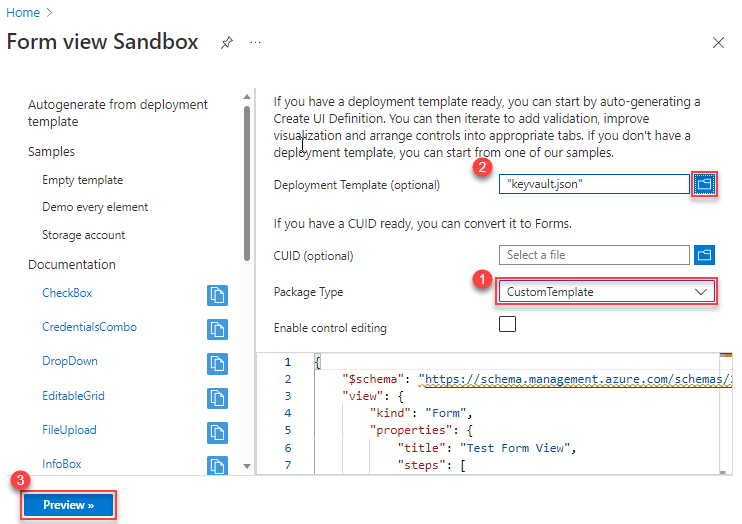 Home
Form view Sandbox
Autogenerate from deployment
template
Samples
Empty template
Demo every element
Storage account
Documentation
CheckBox
CredentialsCombo
DropDown
EditableGrid
FileUpload
InfoBox
If you have a deployment template ready, you can start by auto-generating a
Create UI Definition. You can then iterate to add validation, improve
visualization and arrange controls into appropriate tabs. If you don't have a
deployment template, you can start from one of our samples.
2
Deployment Template (optional)
"keyvault.json"
If you have a CUID ready, you can convert it to Forms.
CUID (optional)
Select a file
1
Package Type
CustomTemplate
Enable control editing
1 {
2 "$schema": "https://schema.management.azure.com/schemas/
3 "view": {
4 "kind": "Form",
5 "properties": {
6 "title": "Test Form View",
7 "steps": [
3
Preview »